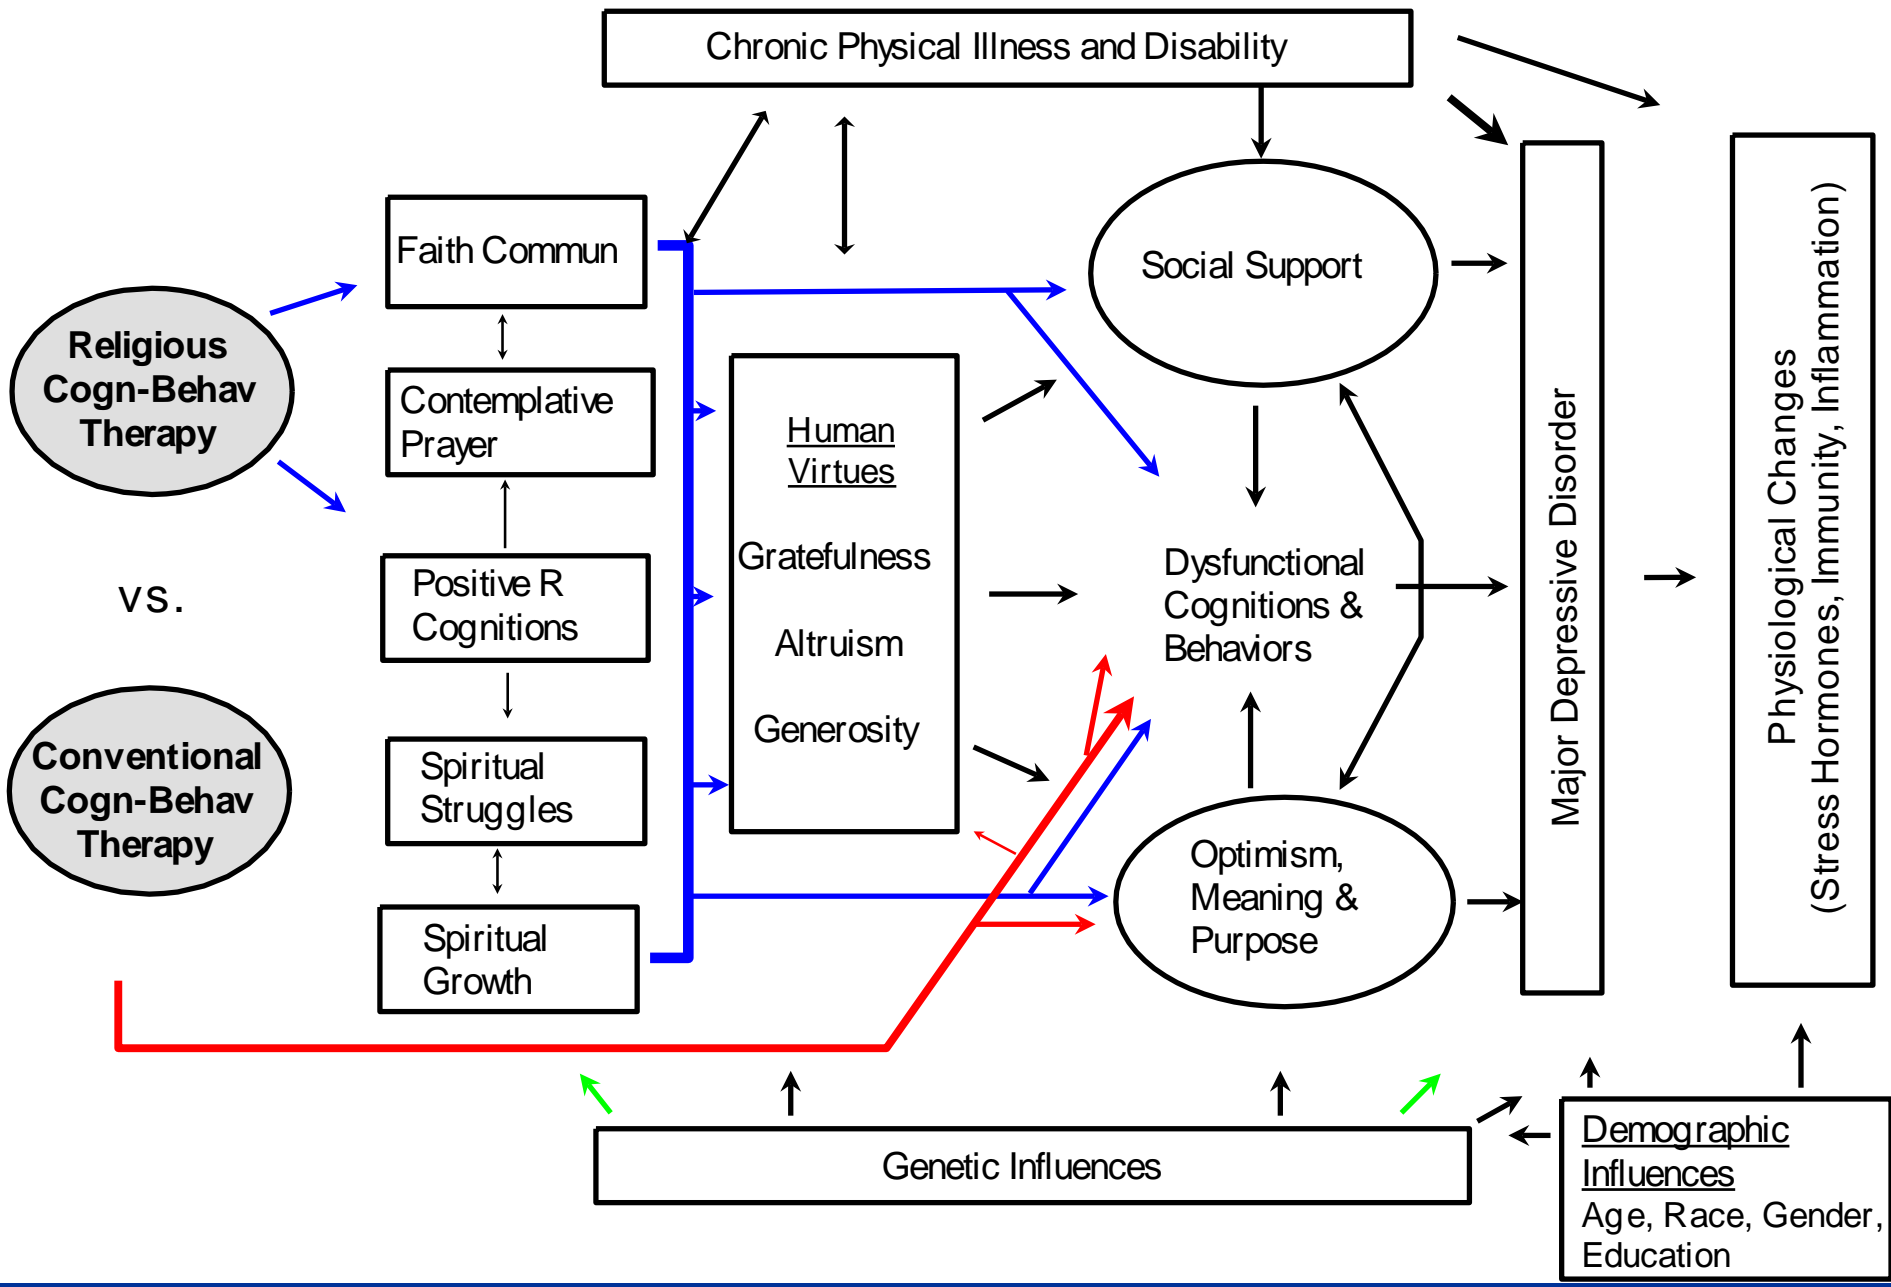 Chronic Physical Illness and Disability
Faith Commun
Religious
Cogn-Behav
Therapy
Contemplative
Prayer
vs.
Positive R
Cognitions
Conventional
Cogn-Behav
Therapy
Spiritual
Struggles
Spiritual
Growth
Human
Virtues
Gratefulness
Altruism
Generosity
Social Support
Dysfunctional
Cognitions &
Behaviors
Optimism,
Meaning &
Purpose
Major Depressive Disorder
Physiological Changes
(Stress Hormones, Immunity, Inflammation)
Genetic Influences
Demographic
Influences
Age, Race, Gender,
Education